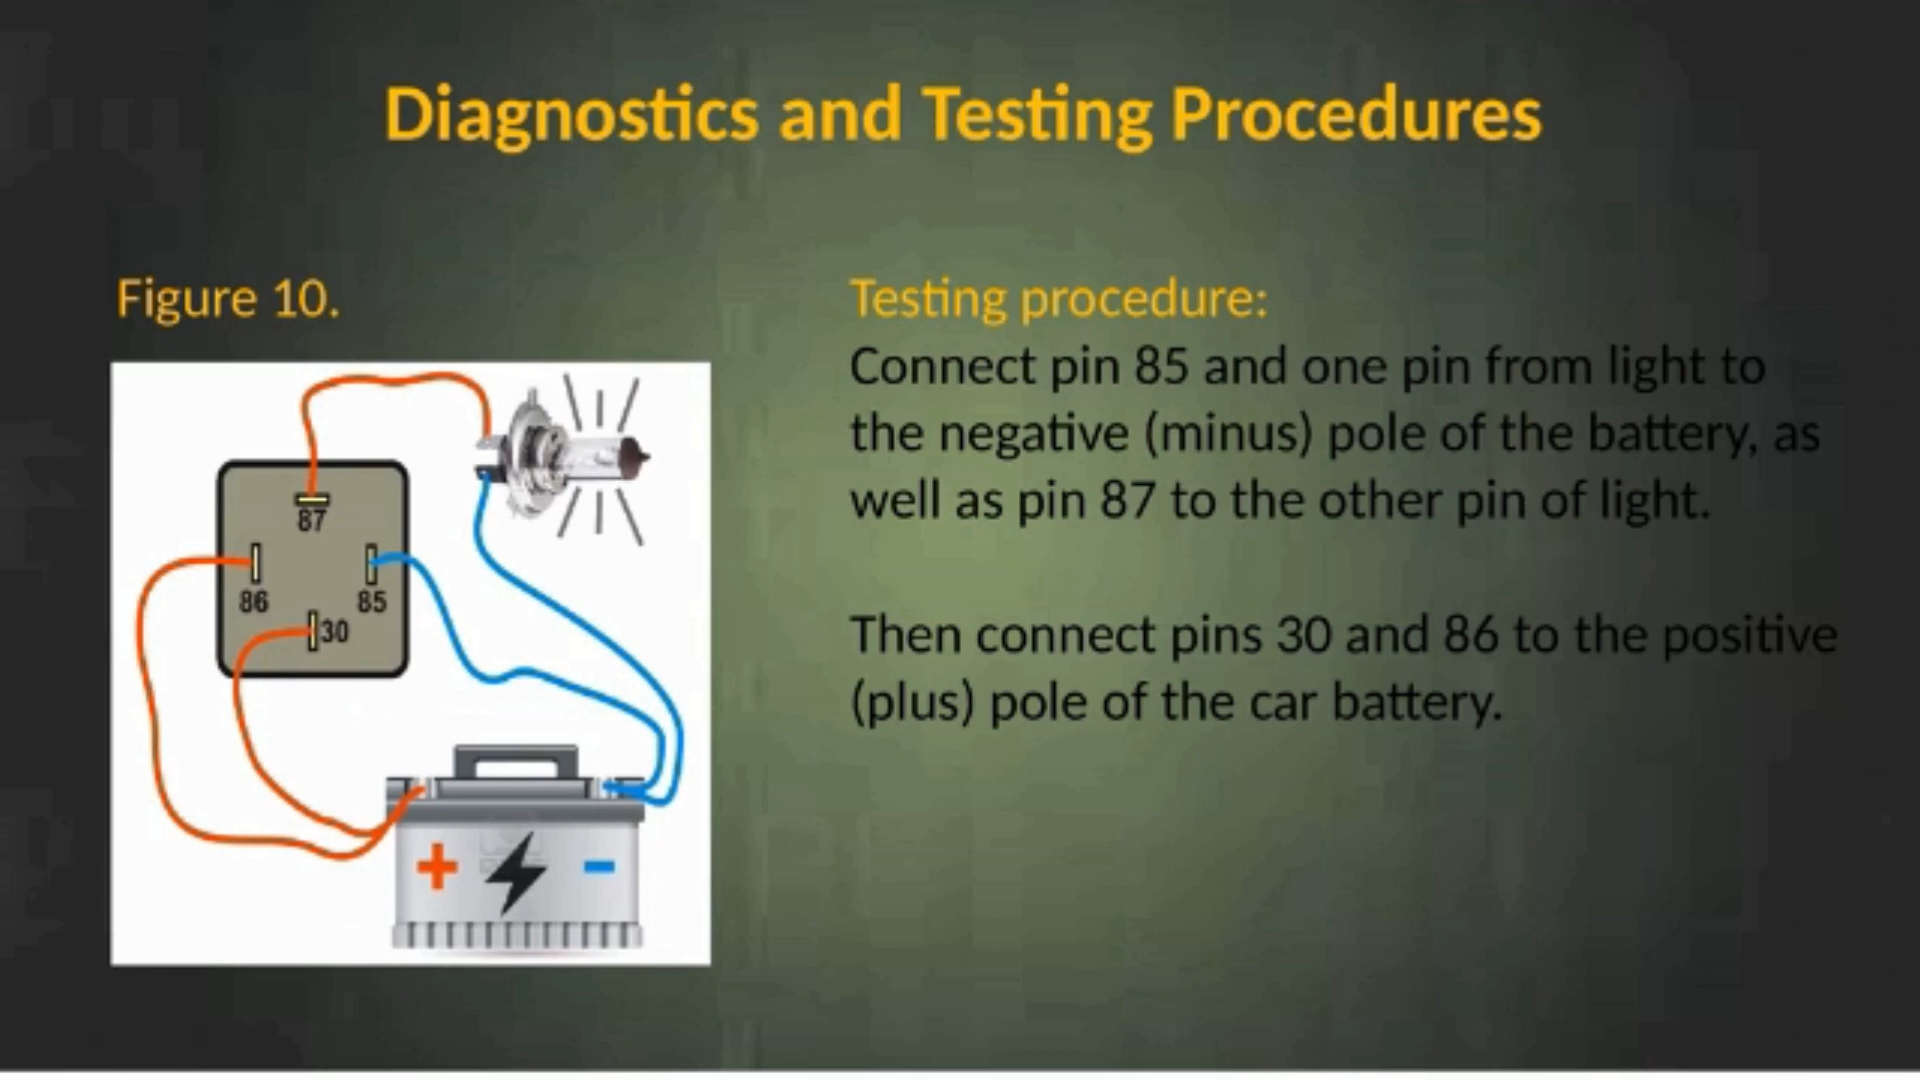 Diagnostics and Testing Procedures
Figure 10.
87
86
85
30
+
-
Testing procedure:
Connect pin 85 and one pin from light to
the negative (minus) pole of the battery, as
well as pin 87 to the other pin of light.
Then connect pins 30 and 86 to the positive
(plus) pole of the car battery.